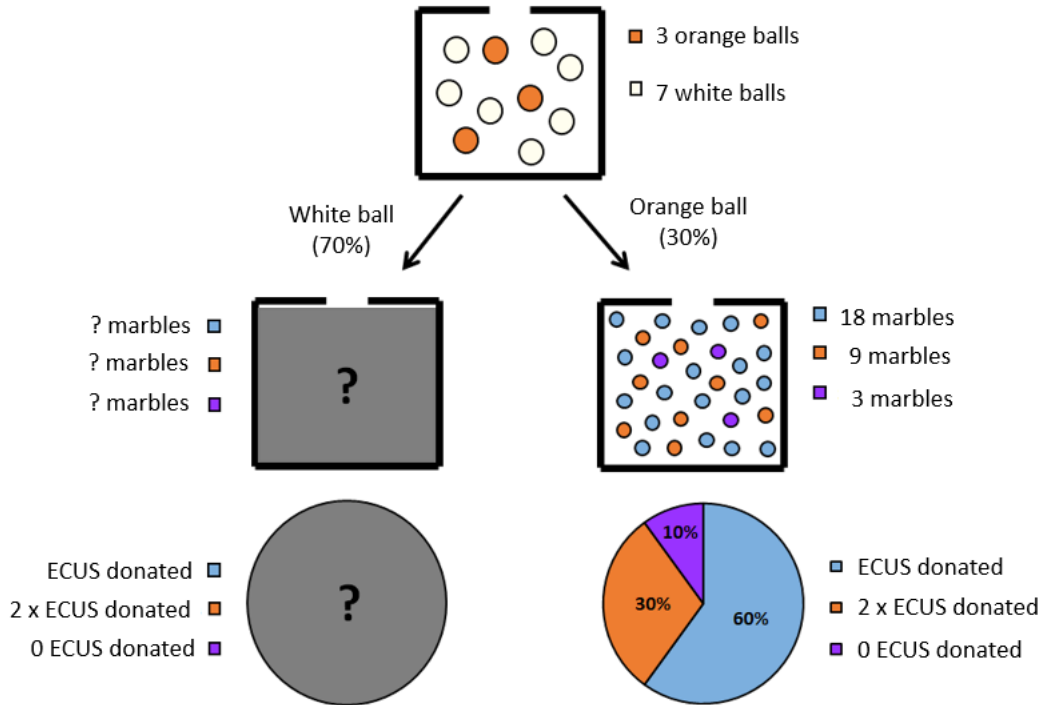 3 orange balls
7 white balls
White ball
(70%)
Orange ball
(30%)
? marbles
? marbles
? marbles
?
18 marbles
9 marbles
3 marbles
ECUS donated
2 x ECUS donated
0 ECUS donated
?
10%
30%
60%
ECUS donated
2 x ECUS donated
0 ECUS donated